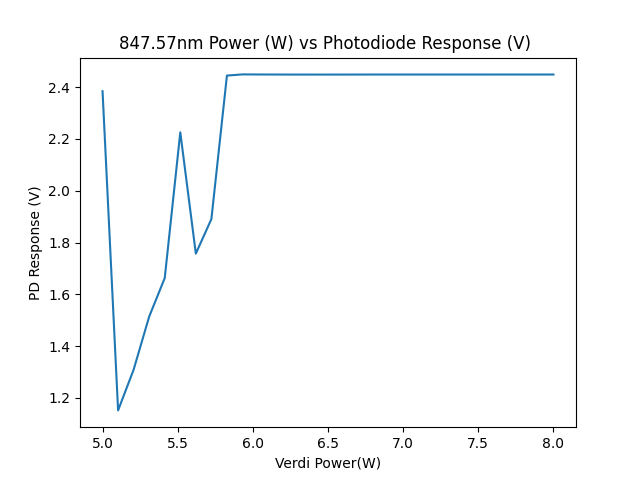 847.57nm Power (W) vs Photodiode Response (V)
PD Response (V)
2.4
2.2
2.0
1.8
1.6
1.4
1.2
5.0 5.5 6.0 6.5 7.0 7.5 8.0
Verdi Power(W)